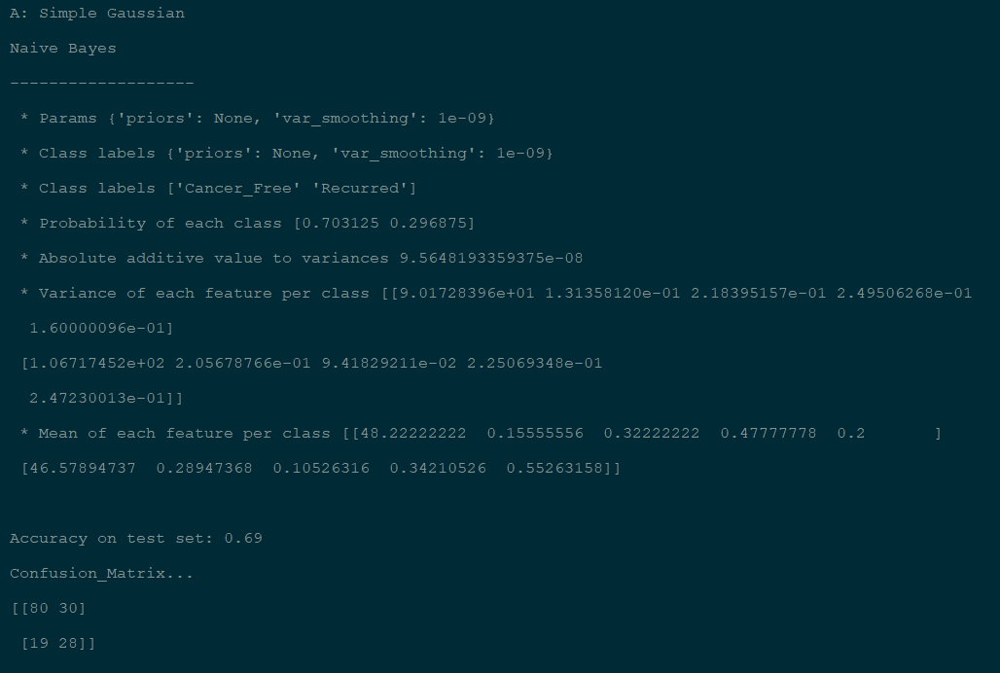 A: Simple Gaussian
Naive Bayes
-------------------
* Params {'priors': None, 'var_smoothing': 1e-09}
* Class labels {'priors': None, 'var_smoothing': 1e-09}
* Class labels ['Cancer_Free' 'Recurred']
* Probability of each class [0.703125 0.296875]
* Absolute additive value to variances 9.5648193359375e-08
* Variance of each feature per class [[9.01728396e+01 1.31358120e-01 2.18395157e-01 2.49506268e-01
1.60000096e-01]
[1.06717452e+02 2.05678766e-01 9.41829211e-02 2.25069348e-01
2.47230013e-01]]
* Mean of each feature per class [[48.22222222  0.15555556  0.32222222  0.47777778  0.2       ]
[46.57894737  0.28947368  0.10526316  0.34210526  0.55263158]]
Accuracy on test set: 0.69
Confusion_Matrix...
[[80 30]
[19 28]]